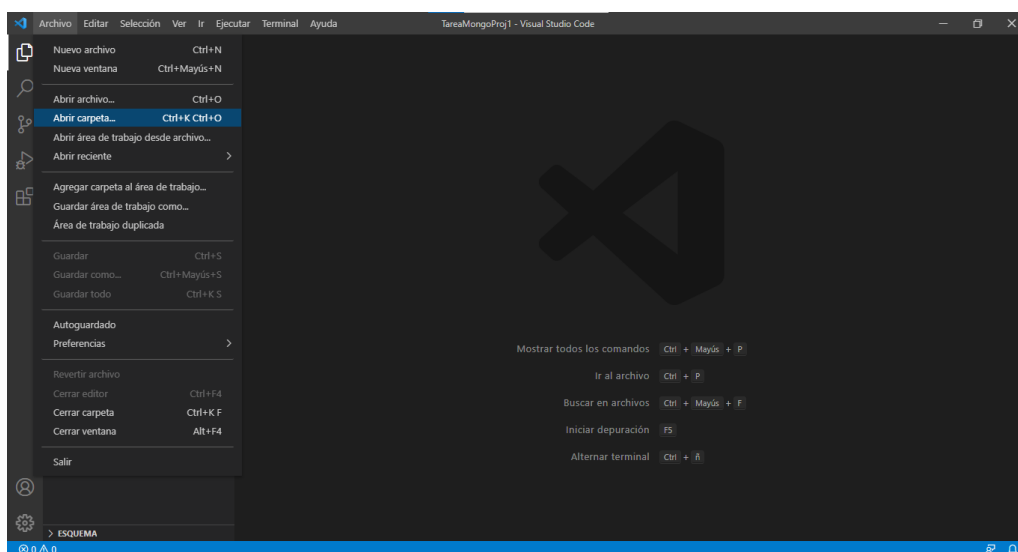 Archivo Editar Selección Ver Ir Ejecutar Terminal Ayuda TareaMongoProj1 - Visual Studio Code
Nuevo archivo Ctrl+N
Nueva ventana Ctrl+Mayús+N
Abrir archivo... Ctrl+O
Abrir carpeta... Ctrl+K Ctrl+O
Abrir área de trabajo desde archivo...
Abrir reciente
Agregar carpeta al área de trabajo...
Guardar área de trabajo como...
Área de trabajo duplicada
Guardar Ctrl+S
Guardar como... Ctrl+Mayús+S
Guardar todo Ctrl+K S
Autoguardado
Preferencias
Revertir archivo
Cerrar editor Ctrl+F4
Cerrar carpeta Ctrl+K F
Cerrar ventana Alt+F4
Salir
Mostrar todos los comandos Ctrl + Mayús + P
Ir al archivo Ctrl + P
Buscar en archivos Ctrl + Mayús + F
Iniciar depuración F5
Alternar terminal Ctrl + ñ
ESQUEMA
0 0